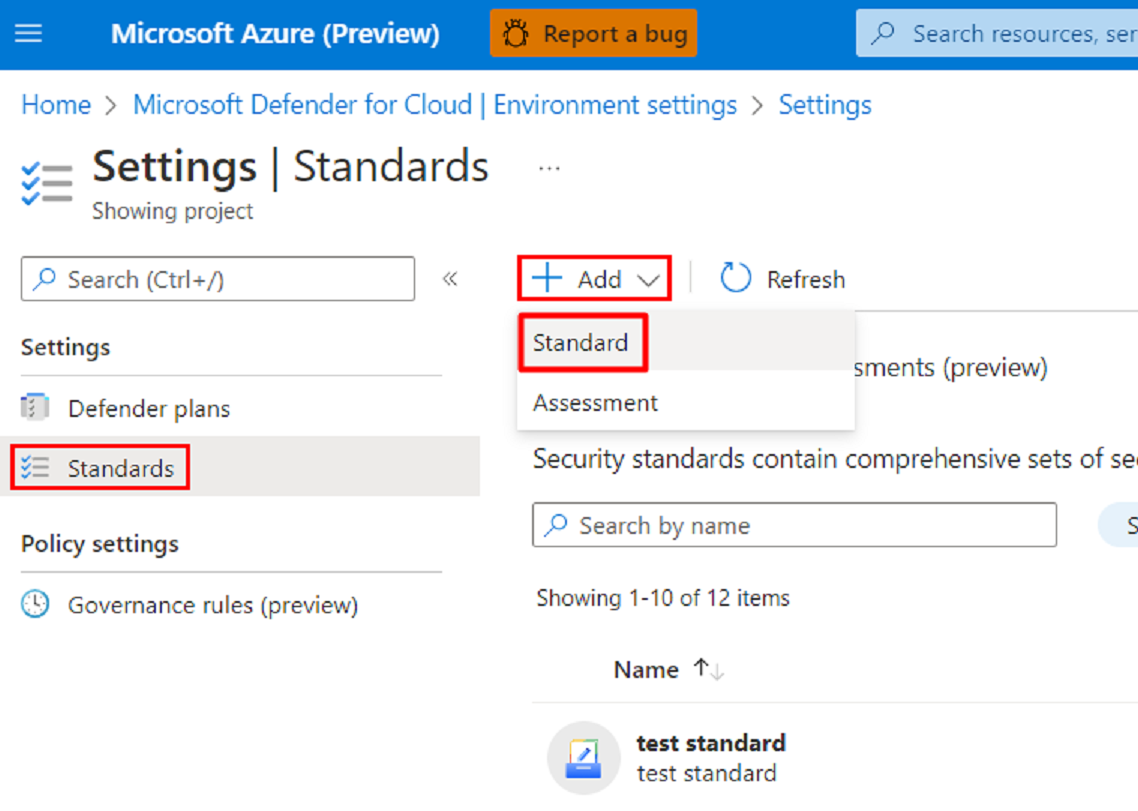 Microsoft Azure (Preview)
Report a bug
Search resources, ser
Home > Microsoft Defender for Cloud | Environment settings > Settings
Settings | Standards ...
Showing project
Search (Ctrl+/) «
Add
Refresh
Settings
Standard
sments (preview)
Defender plans
Assessment
Standards
Security standards contain comprehensive sets of se
Search by name
S
Policy settings
Governance rules (preview)
Showing 1-10 of 12 items
Name ↑↓
test standard
test standard